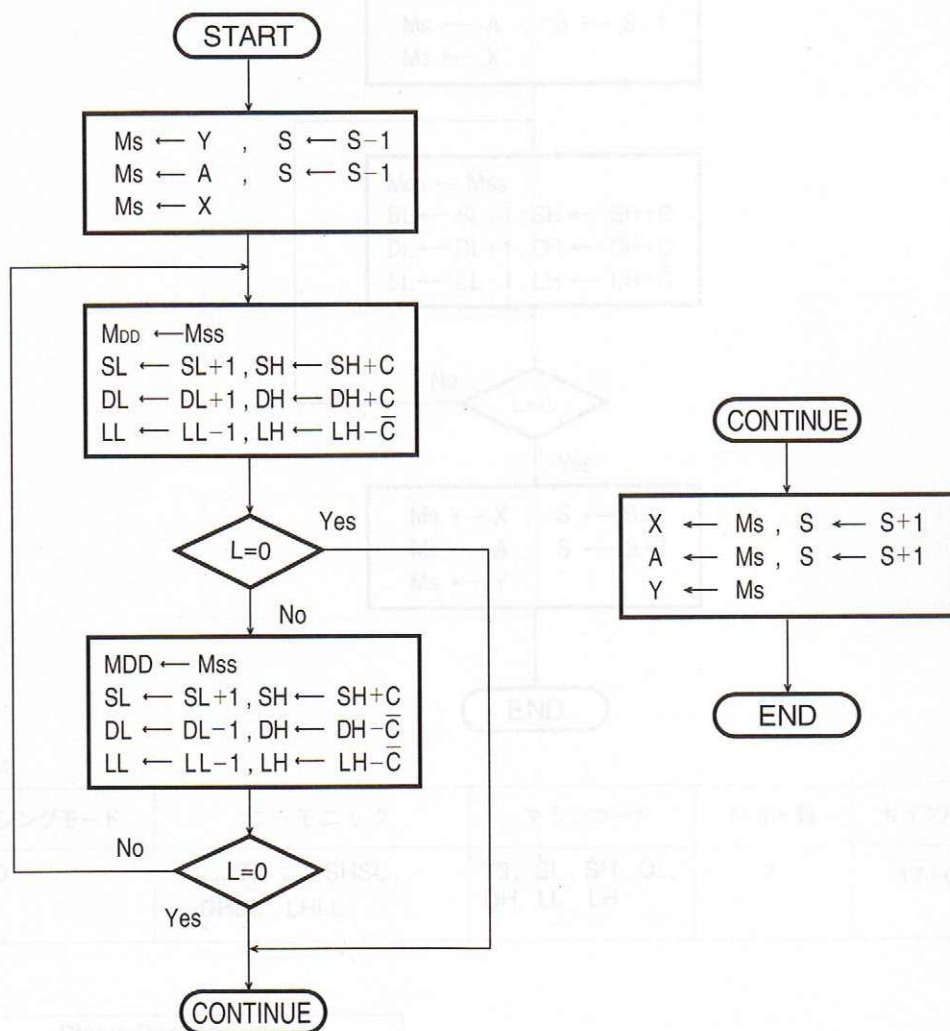 START
Ms ← Y , S ← S−1
Ms ← A , S ← S−1
Ms ← X
MDD ← Mss
SL ← SL+1 , SH ← SH+C
DL ← DL+1 , DH ← DH+C
LL ← LL−1 , LH ← LH−C̅
L=0
Yes
No
MDD ← Mss
SL ← SL+1 , SH ← SH+C
DL ← DL−1 , DH ← DH−C̅
LL ← LL−1 , LH ← LH−C̅
L=0
No
Yes
CONTINUE
CONTINUE
X ← Ms , S ← S+1
A ← Ms , S ← S+1
Y ← Ms
END